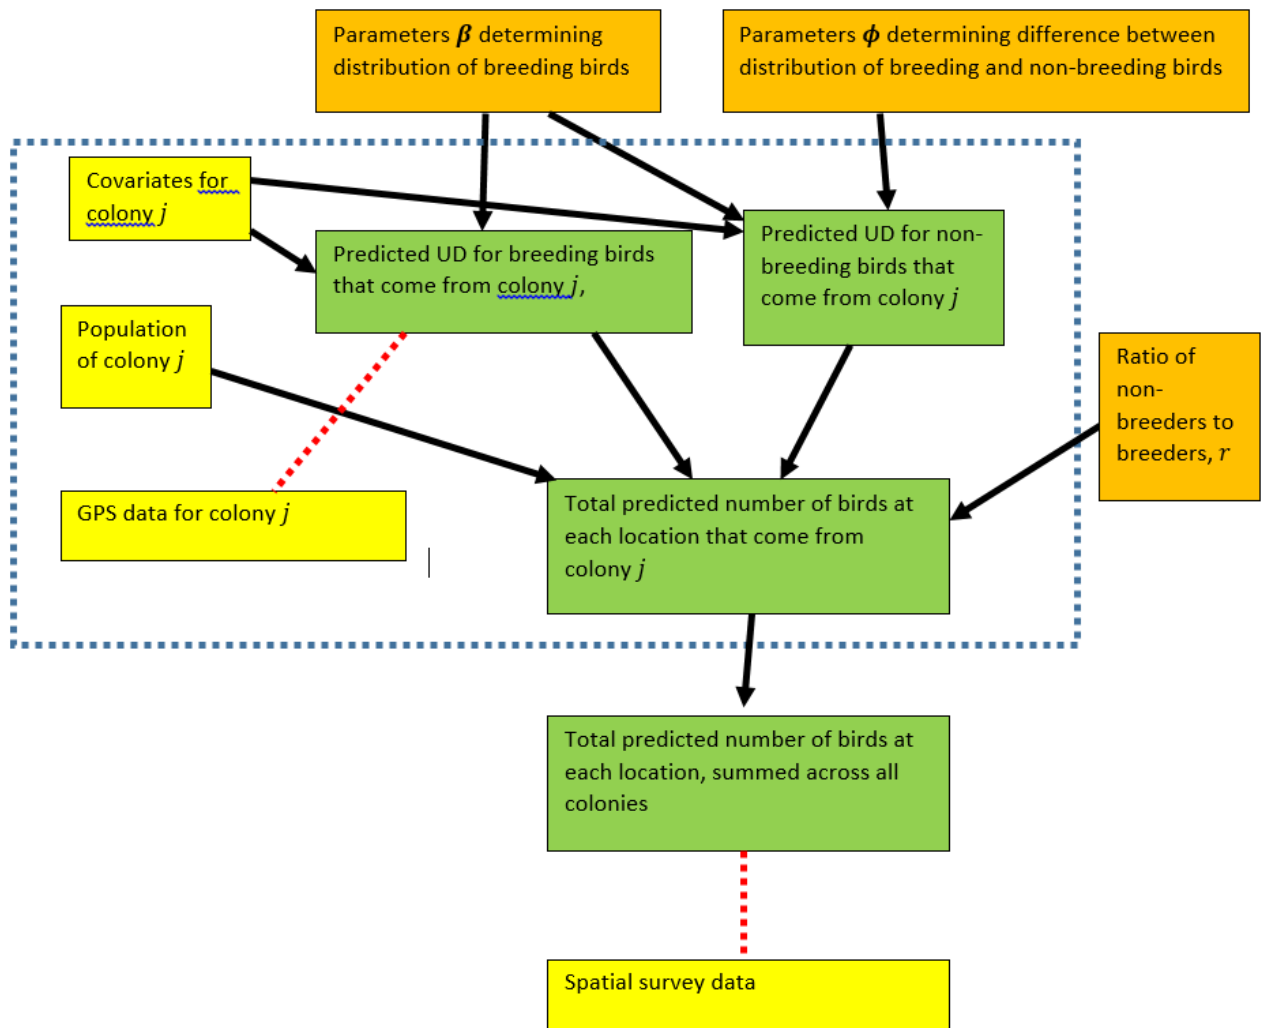 Parameters β determining
distribution of breeding birds
Parameters ϕ determining difference between
distribution of breeding and non-breeding birds
Covariates for
colony j
Predicted UD for breeding birds
that come from colony j,
Predicted UD for non-
breeding birds that
come from colony j
Population
of colony j
Ratio of
non-
breeders to
breeders, r
GPS data for colony j
Total predicted number of birds at
each location that come from
colony j
Total predicted number of birds at
each location, summed across all
colonies
Spatial survey data